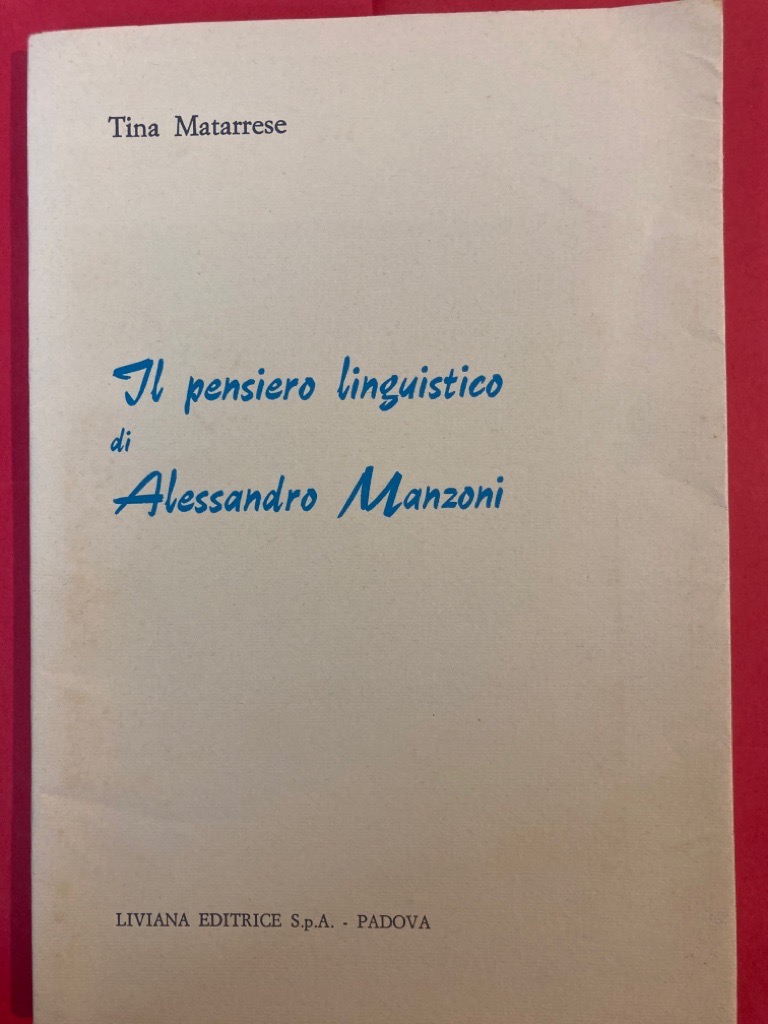 Tina Matarrese
Il pensiero linguistico
di
Alessandro Manzoni
LIVIANA EDITRICE S.p.A. - PADOVA